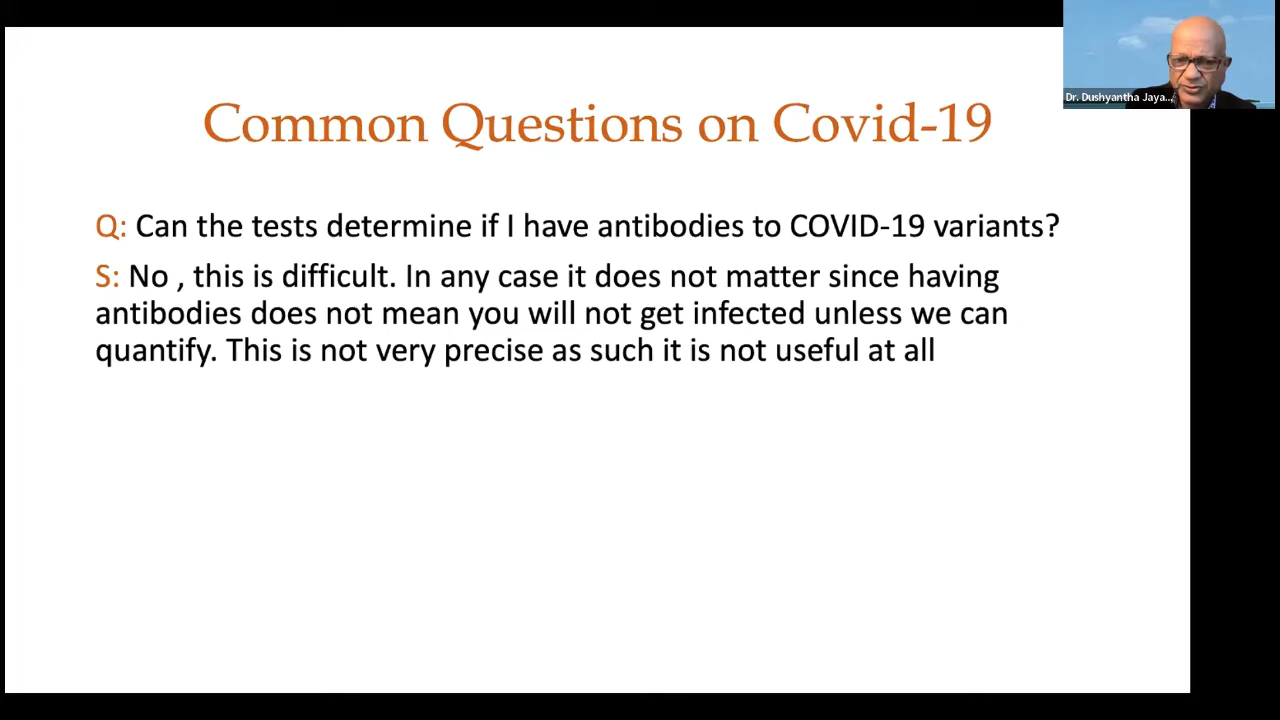 Dr. Dushyantha Jaya...
Common Questions on Covid-19
Q: Can the tests determine if I have antibodies to COVID-19 variants?
S: No , this is difficult. In any case it does not matter since having
antibodies does not mean you will not get infected unless we can
quantify. This is not very precise as such it is not useful at all